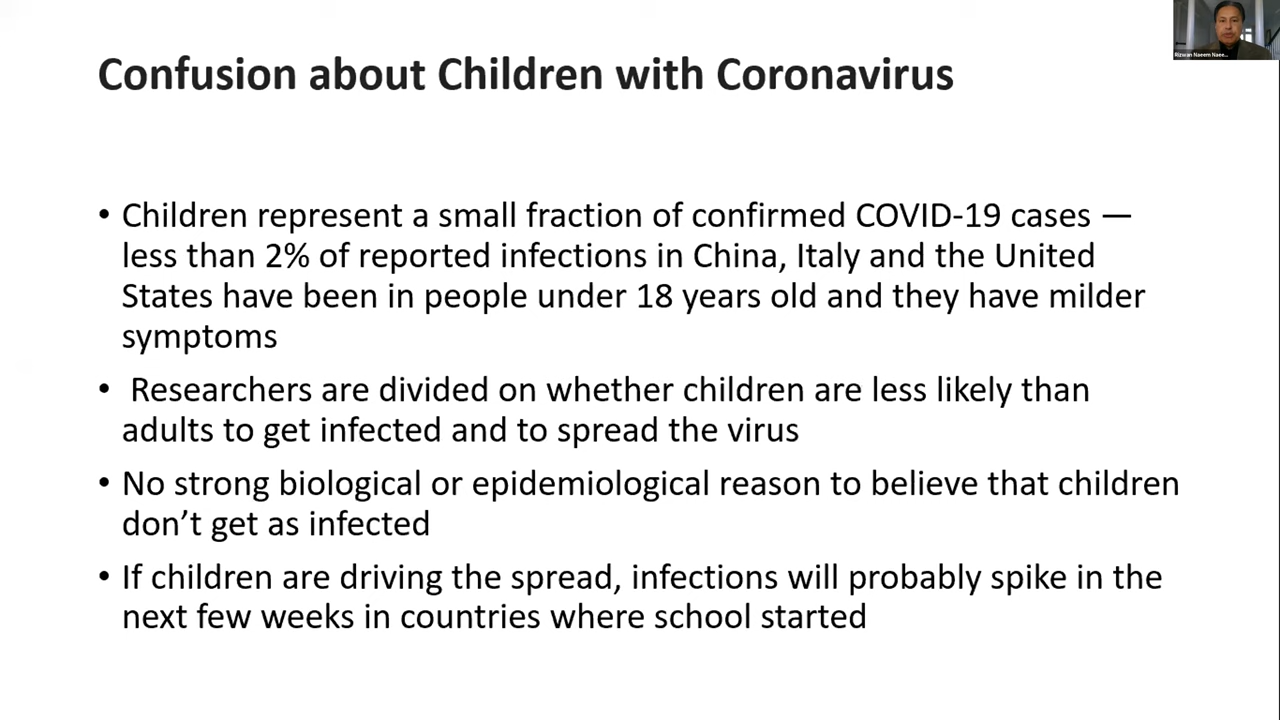 Confusion about Children with Coronavirus
Rizwan Naeem Naee...
• Children represent a small fraction of confirmed COVID-19 cases —
less than 2% of reported infections in China, Italy and the United
States have been in people under 18 years old and they have milder
symptoms
• Researchers are divided on whether children are less likely than
adults to get infected and to spread the virus
• No strong biological or epidemiological reason to believe that children
don’t get as infected
• If children are driving the spread, infections will probably spike in the
next few weeks in countries where school started